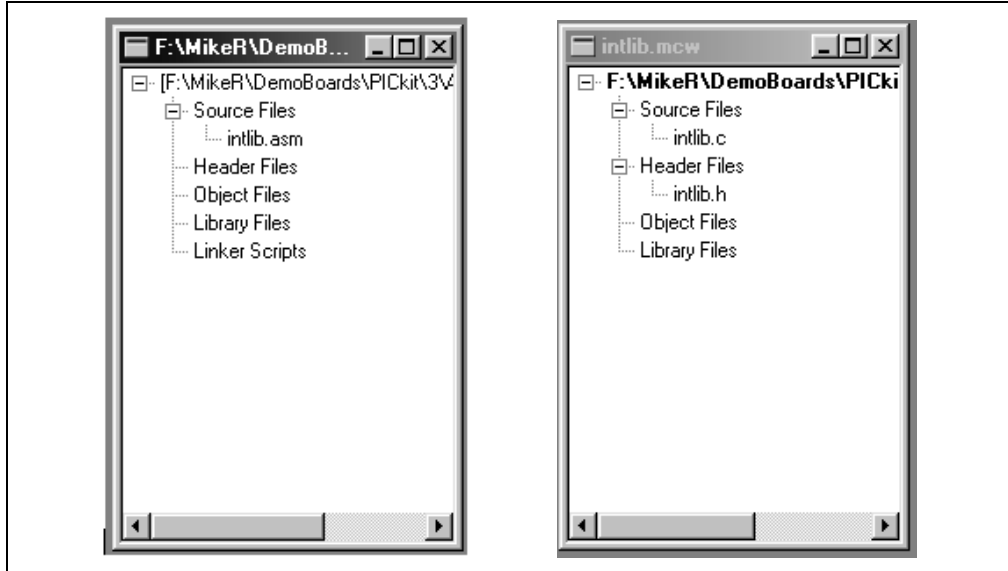 F:\MikeR\DemoB...
[F:\MikeR\DemoBoards\PICkit\3\
Source Files
intlib.asm
Header Files
Object Files
Library Files
Linker Scripts
intlib.mcw
F:\MikeR\DemoBoards\PICki
Source Files
intlib.c
Header Files
intlib.h
Object Files
Library Files